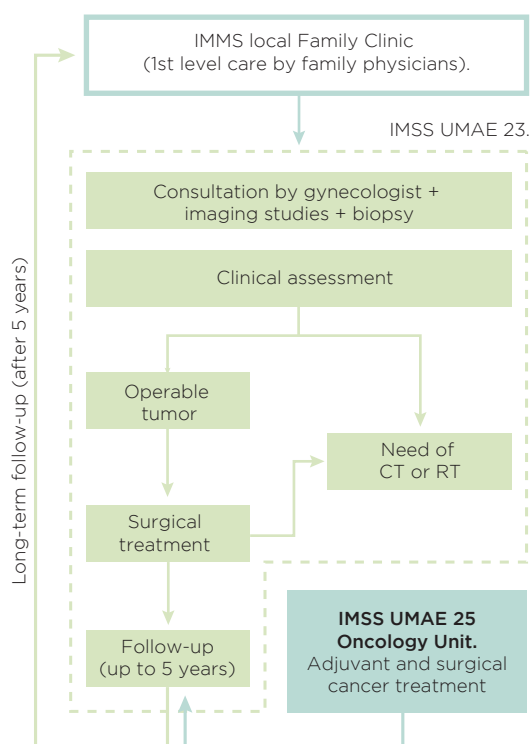 IMMS local Family Clinic
(1st level care by family physicians).
IMSS UMAE 23.
Consultation by gynecologist +
imaging studies + biopsy
Clinical assessment
Operable
tumor
Need of
CT or RT
Surgical
treatment
Follow-up
(up to 5 years)
IMSS UMAE 25
Oncology Unit.
Adjuvant and surgical
cancer treatment
Long-term follow-up (after 5 years)